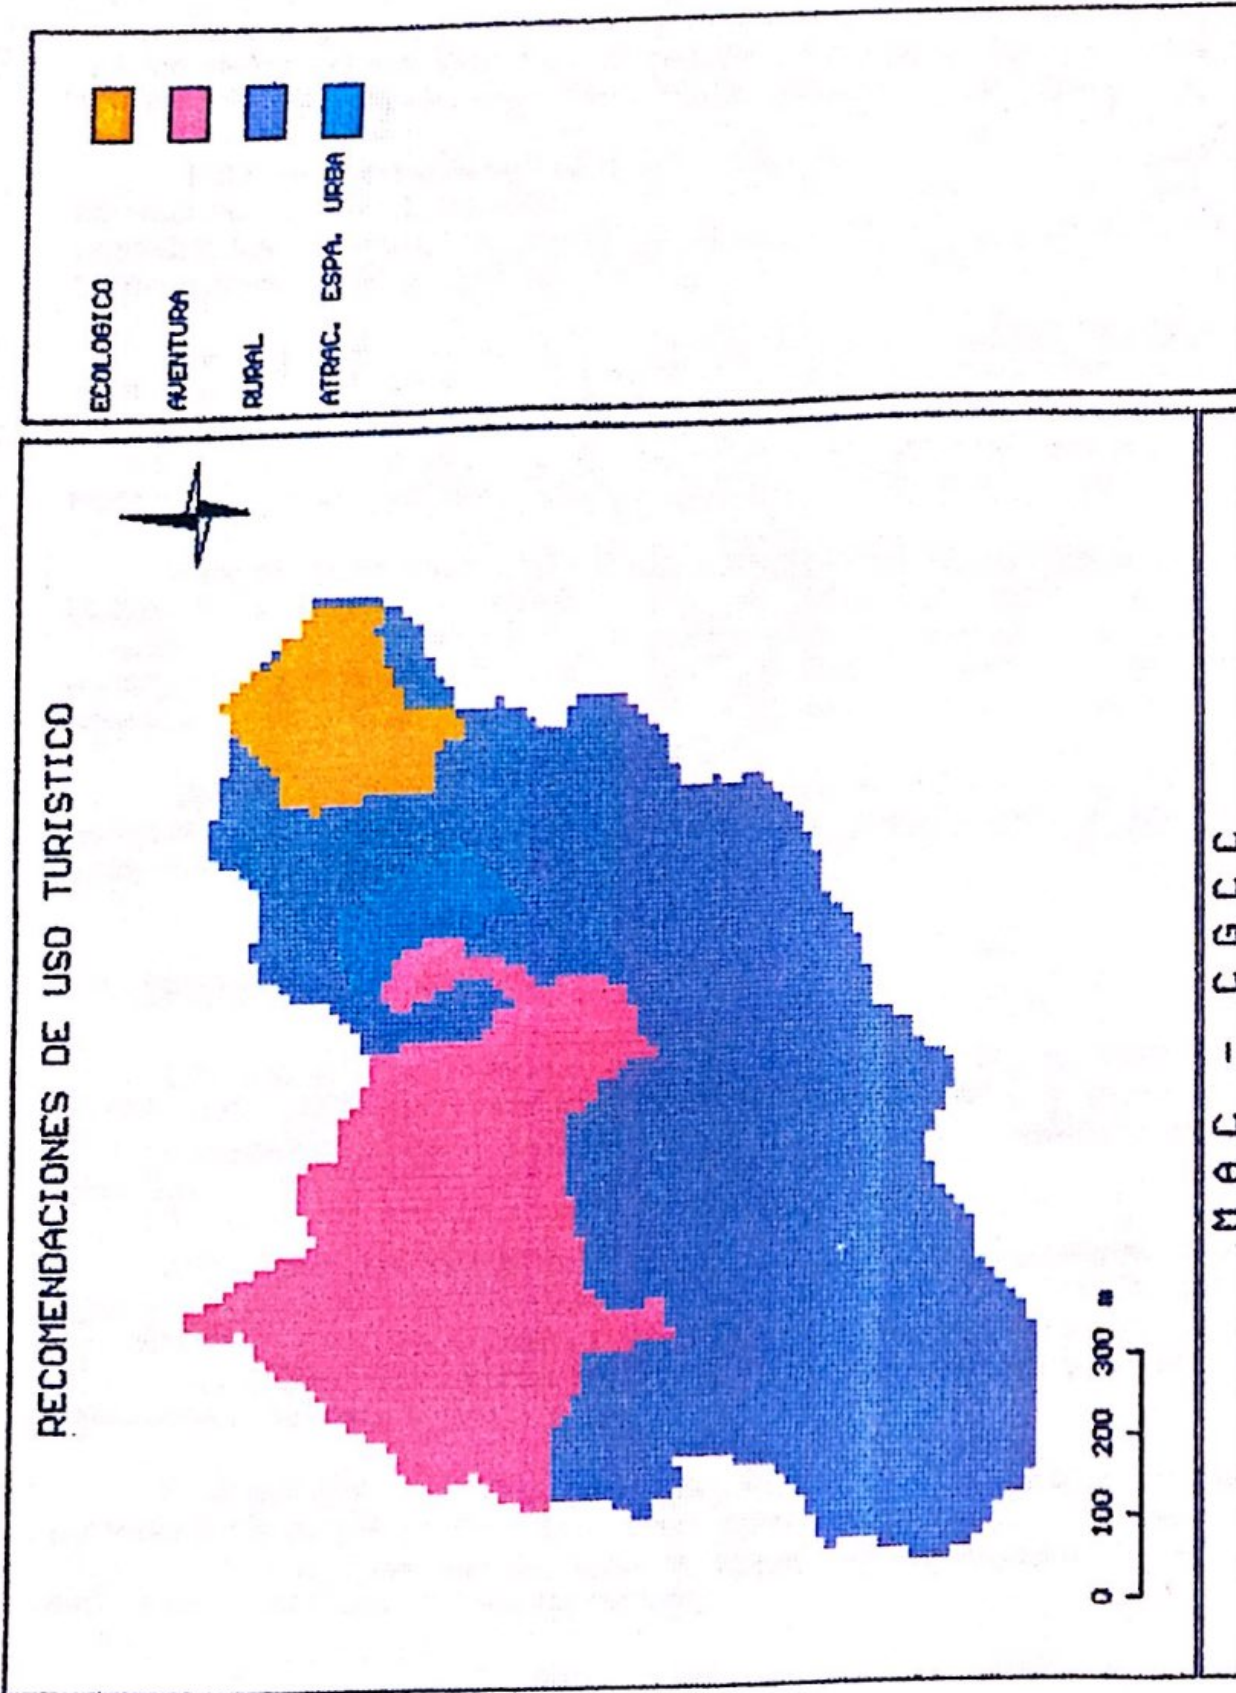 RECOMENDACIONES DE USO TURISTICO
ECOLOGICO
AVENTURA
RURAL
ATRAC. ESPA. URBA
0 100 200 300 m